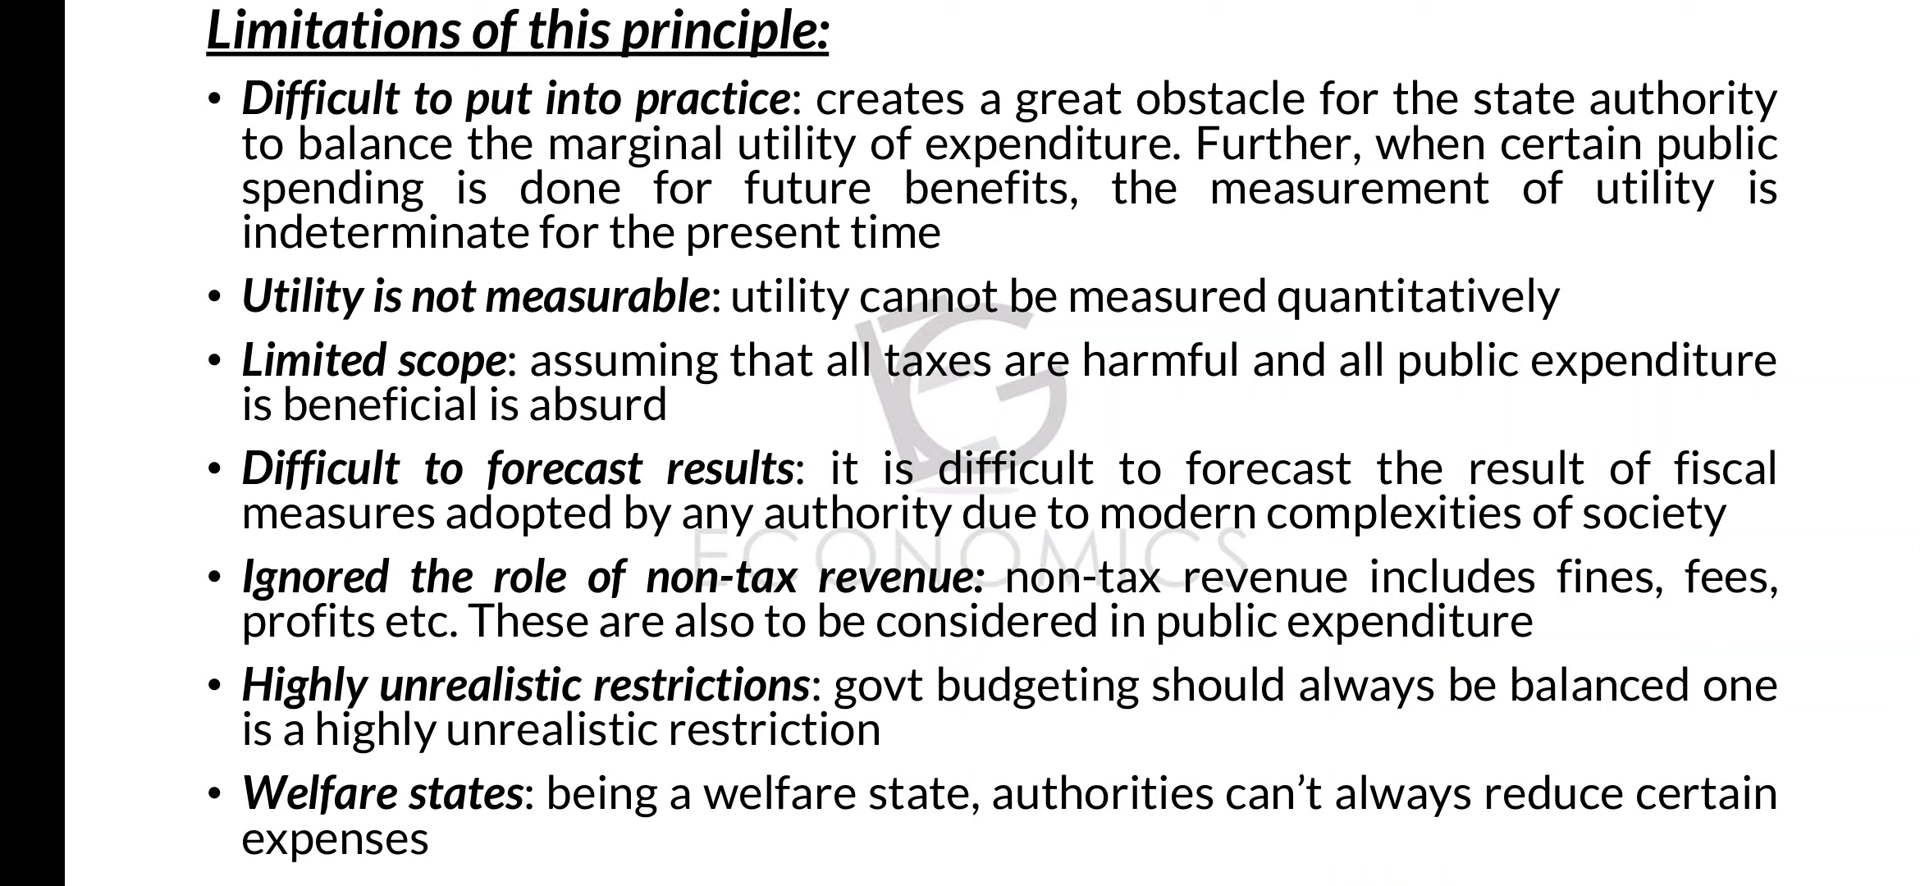 Limitations of this principle:
• Difficult to put into practice: creates a great obstacle for the state authority
to balance the marginal utility of expenditure. Further, when certain public
spending is done for future benefits, the measurement of utility is
indeterminate for the present time
• Utility is not measurable: utility cannot be measured quantitatively
• Limited scope: assuming that all taxes are harmful and all public expenditure
is beneficial is absurd
• Difficult to forecast results: it is difficult to forecast the result of fiscal
measures adopted by any authority due to modern complexities of society
ECONOMICS
• Ignored the role of non-tax revenue: non-tax revenue includes fines, fees,
profits etc. These are also to be considered in public expenditure
• Highly unrealistic restrictions: govt budgeting should always be balanced one
is a highly unrealistic restriction
• Welfare states: being a welfare state, authorities can’t always reduce certain
expenses